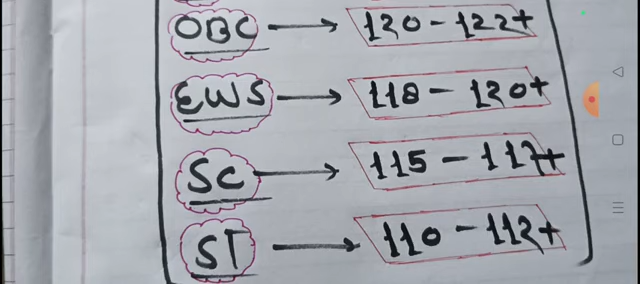 OBC → 120 - 122+
EWS → 118 - 120+
SC → 115 - 117+
ST → 110 - 112+